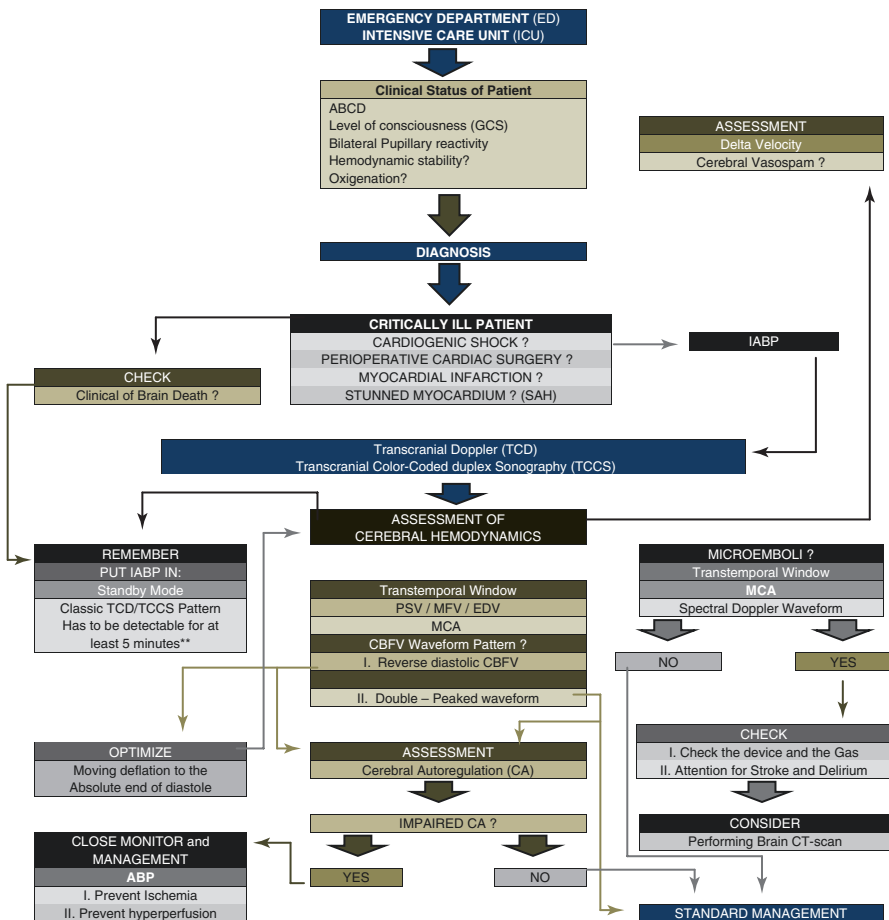 EMERGENCY DEPARTMENT (ED)
INTENSIVE CARE UNIT (ICU)
Clinical Status of Patient
ABCD
Level of consciousness (GCS)
Bilateral Pupillary reactivity
Hemodynamic stability?
Oxigenation?
ASSESSMENT
Delta Velocity
Cerebral Vasospam ?
DIAGNOSIS
CRITICALLY ILL PATIENT
CARDIOGENIC SHOCK ?
PERIOPERATIVE CARDIAC SURGERY ?
MYOCARDIAL INFARCTION ?
STUNNED MYOCARDIUM ? (SAH)
IABP
CHECK
Clinical of Brain Death ?
Transcranial Doppler (TCD)
Transcranial Color-Coded duplex Sonography (TCCS)
ASSESSMENT OF
CEREBRAL HEMODYNAMICS
REMEMBER
PUT IABP IN:
Standby Mode
Classic TCD/TCCS Pattern
Has to be detectable for at
least 5 minutes**
Transtemporal Window
PSV / MFV / EDV
MCA
CBFV Waveform Pattern ?
I. Reverse diastolic CBFV
II. Double – Peaked waveform
MICROEMBOLI ?
Transtemporal Window
MCA
Spectral Doppler Waveform
NO
YES
OPTIMIZE
Moving deflation to the
Absolute end of diastole
ASSESSMENT
Cerebral Autoregulation (CA)
CHECK
I. Check the device and the Gas
II. Attention for Stroke and Delirium
IMPAIRED CA ?
YES
NO
CONSIDER
Performing Brain CT-scan
CLOSE MONITOR and
MANAGEMENT
ABP
I. Prevent Ischemia
II. Prevent hyperperfusion
STANDARD MANAGEMENT